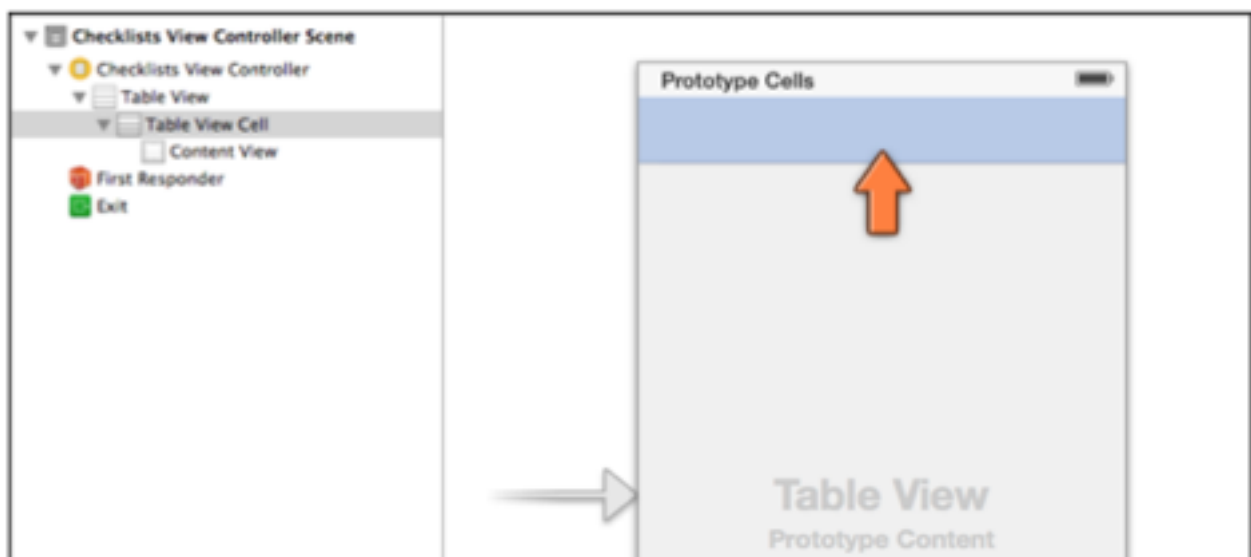 Checklists View Controller Scene
Checklists View Controller
Table View
Table View Cell
Content View
First Responder
Exit
Prototype Cells
Table View
Prototype Content